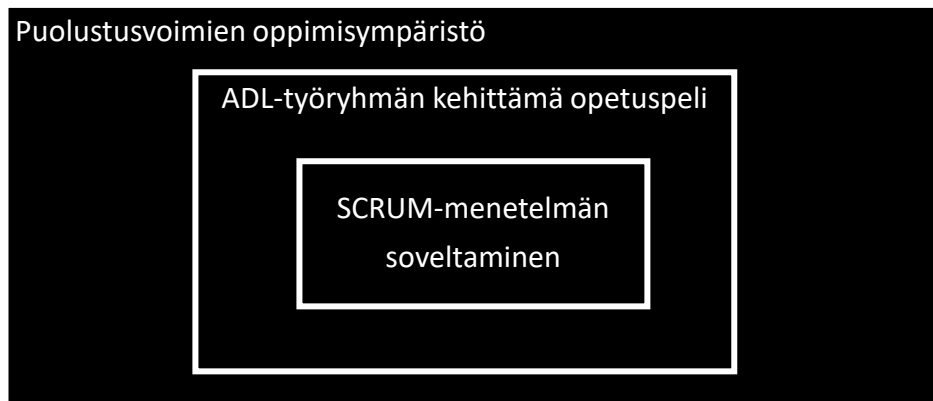 Puolustusvoimien oppimisympäristö
ADL-työryhmän kehittämä opetuspeli
SCRUM-menetelmän
soveltaminen